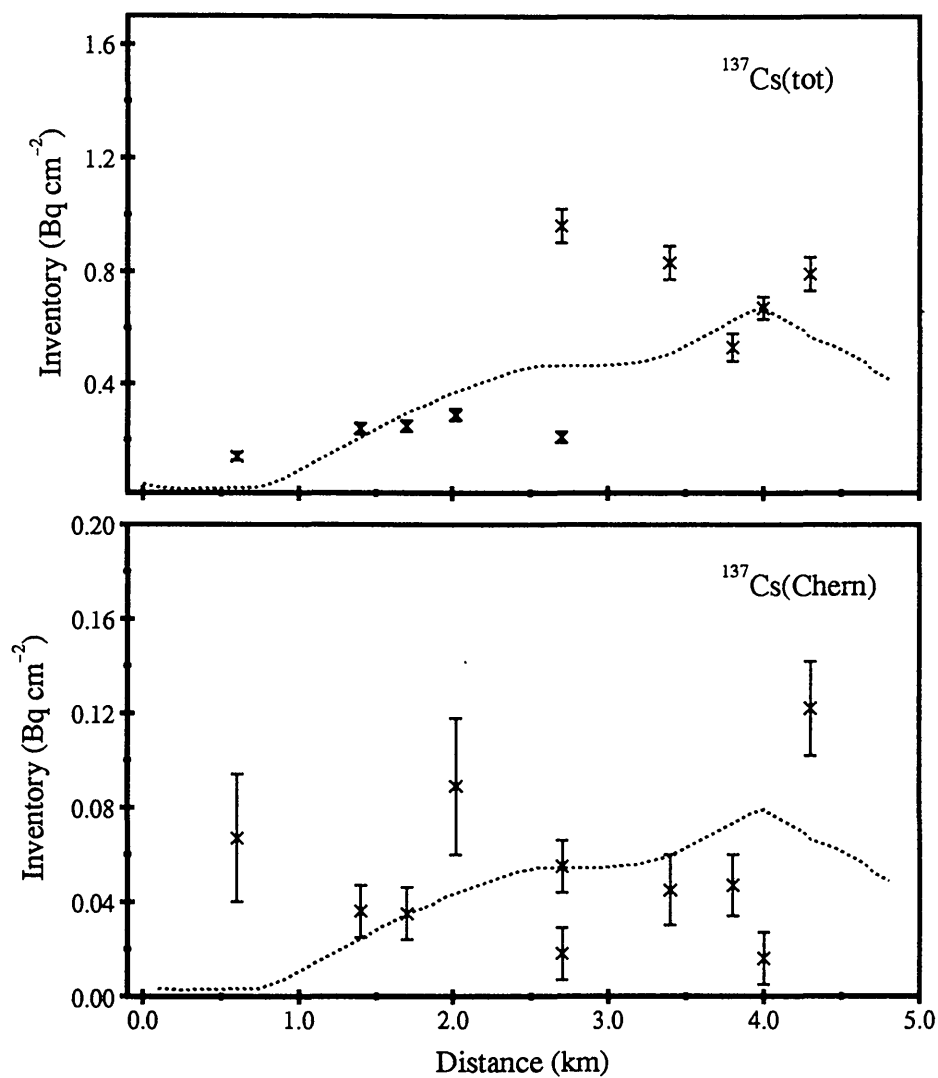 1.6
¹³⁷Cs(tot)
1.2
0.8
0.4
Inventory (Bq cm⁻²)
0.20
¹³⁷Cs(Chern)
0.16
0.12
0.08
0.04
0.00
Inventory (Bq cm⁻²)
0.0 1.0 2.0 3.0 4.0 5.0
Distance (km)